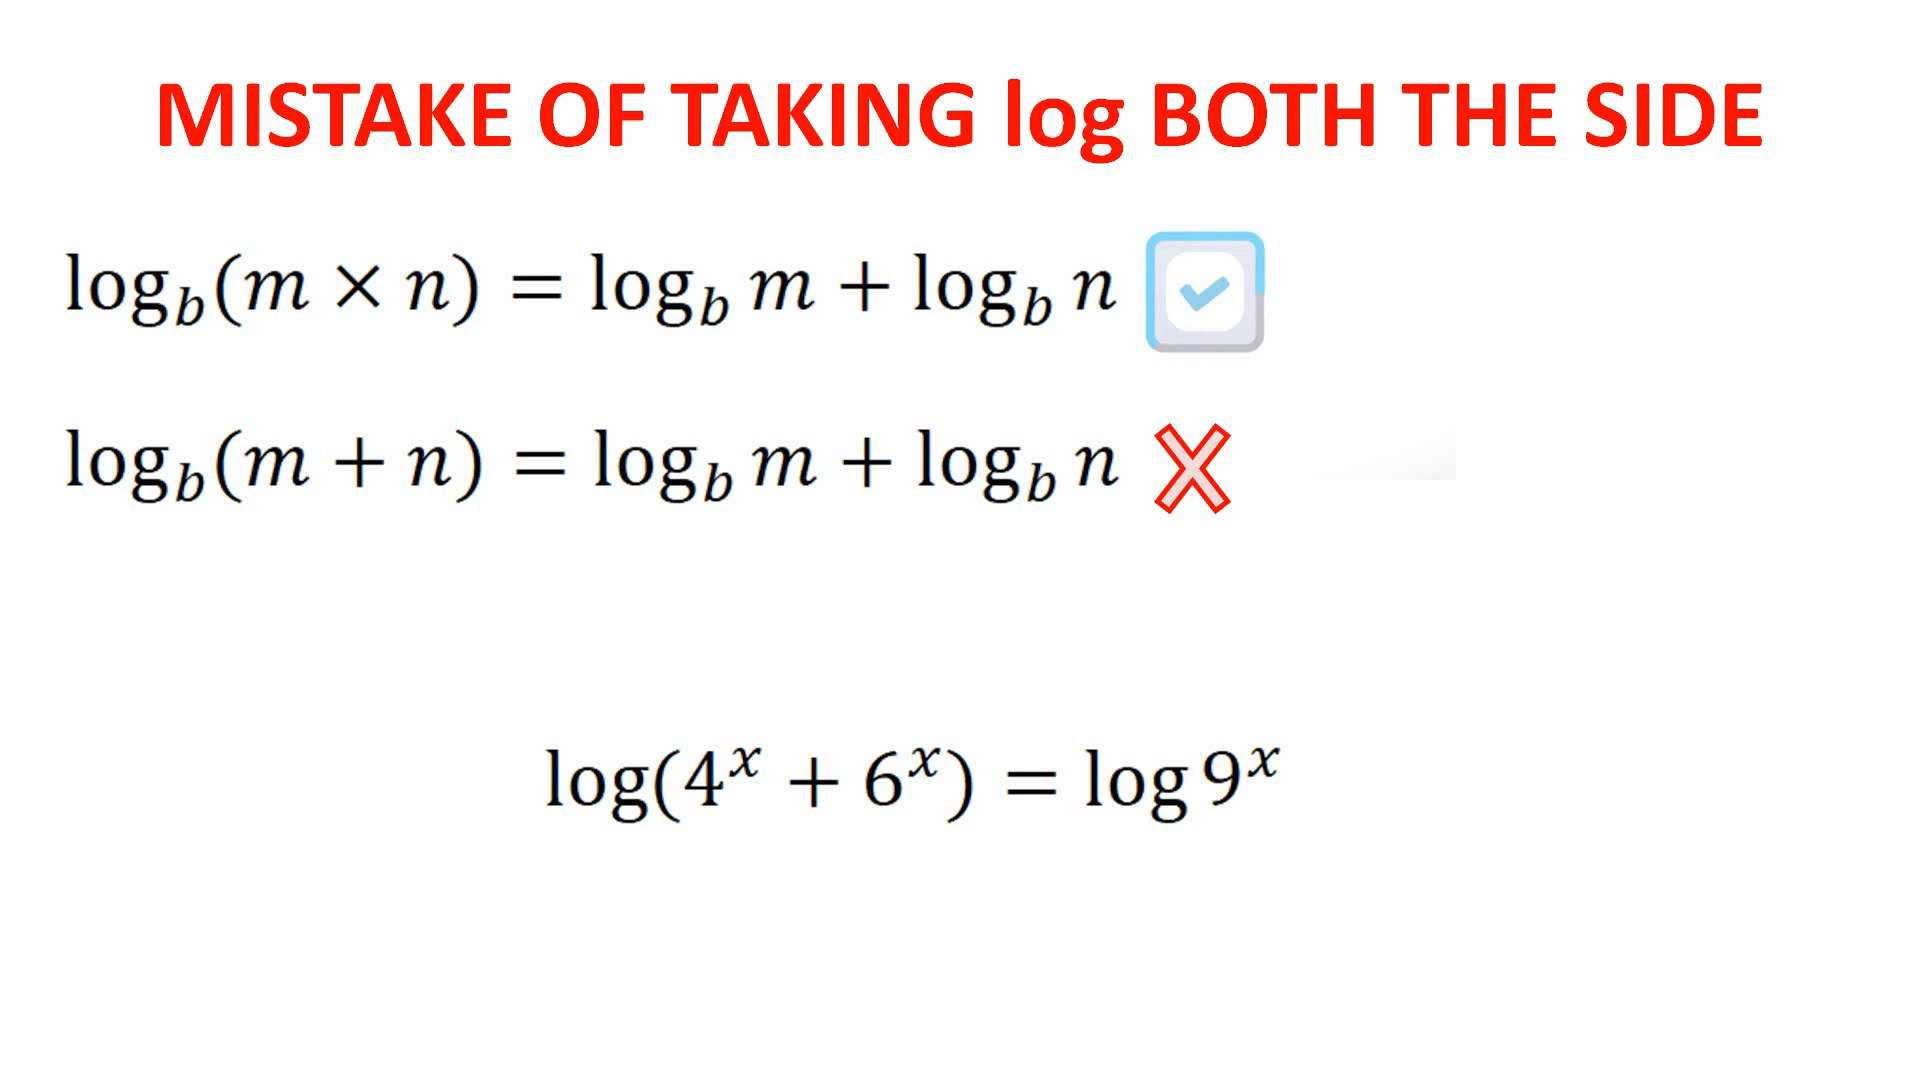 MISTAKE OF TAKING log BOTH THE SIDE
log_b(m × n) = log_b m + log_b n
log_b(m + n) = log_b m + log_b n
log(4^x + 6^x) = log 9^x